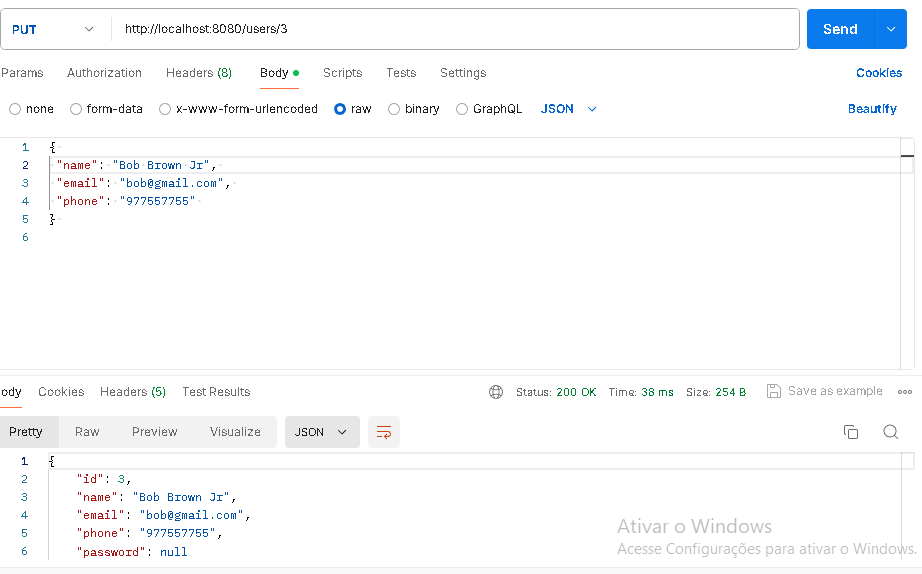 PUT http://localhost:8080/users/3 Send
Params Authorization Headers (8) Body Scripts Tests Settings Cookies
none form-data x-www-form-urlencoded raw binary GraphQL JSON Beautify
1 {
2 "name": "Bob Brown Jr",
3 "email": "bob@gmail.com",
4 "phone": "977557755"
5 }
6
ody Cookies Headers (5) Test Results Status: 200 OK Time: 38 ms Size: 254 B Save as example
Pretty Raw Preview Visualize JSON
1 {
2 "id": 3,
3 "name": "Bob Brown Jr",
4 "email": "bob@gmail.com",
5 "phone": "977557755",
6 "password": null
Ativar o Windows
Acesse Configurações para ativar o Windows.